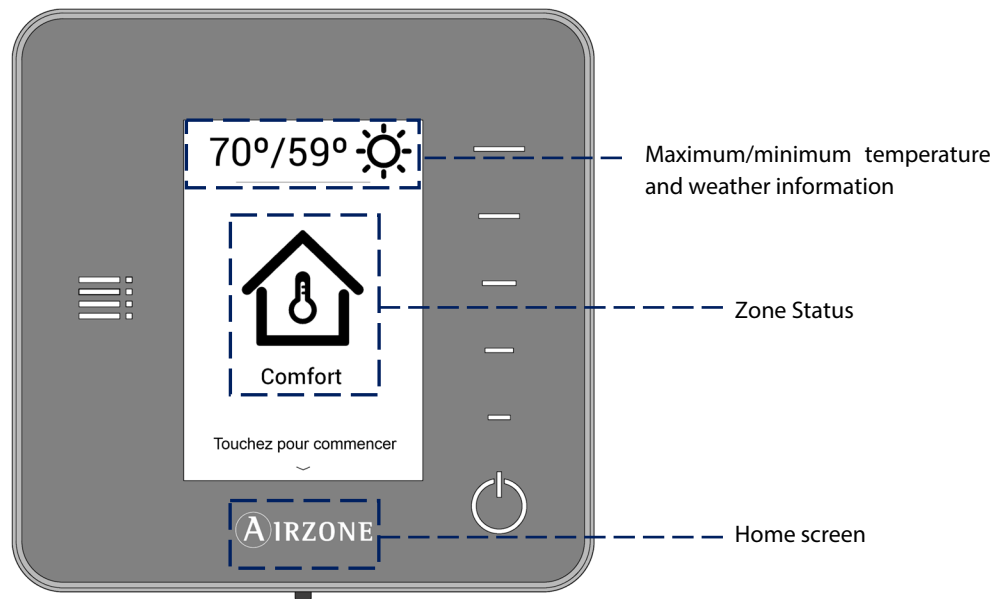 70º/59º
Maximum/minimum temperature
and weather information
Zone Status
Comfort
Touchez pour commencer
AIRZONE
Home screen